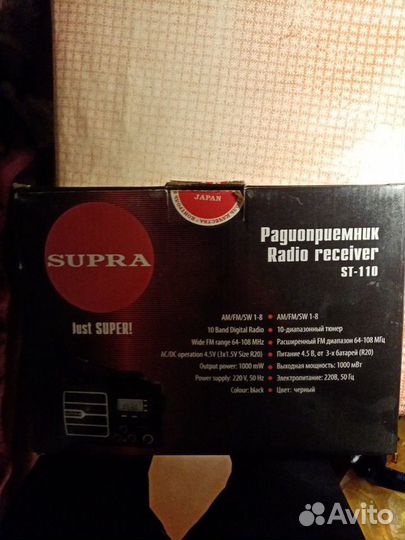 JAPAN
КАЧЕСТВА
SUPRA
Just SUPER!
Радиоприемник
Radio receiver
ST-110
AM/FM/SW 1-8
10 Band Digital Radio
Wide FM range 64-108 MHz
AC/DC operation 4.5V (3x1.5V Size R20)
Output power: 1000 mW
Power supply: 220 V, 50 Hz
Colour: black
AM/FM/SW 1-8
10-диапазонный тюнер
Расширенный FM диапазон 64-108 МГц
Питание 4.5 В, от 3-х батарей (R20)
Выходная мощность: 1000 мВт
Электропитание: 220В, 50 Гц
Цвет: черный
Avito